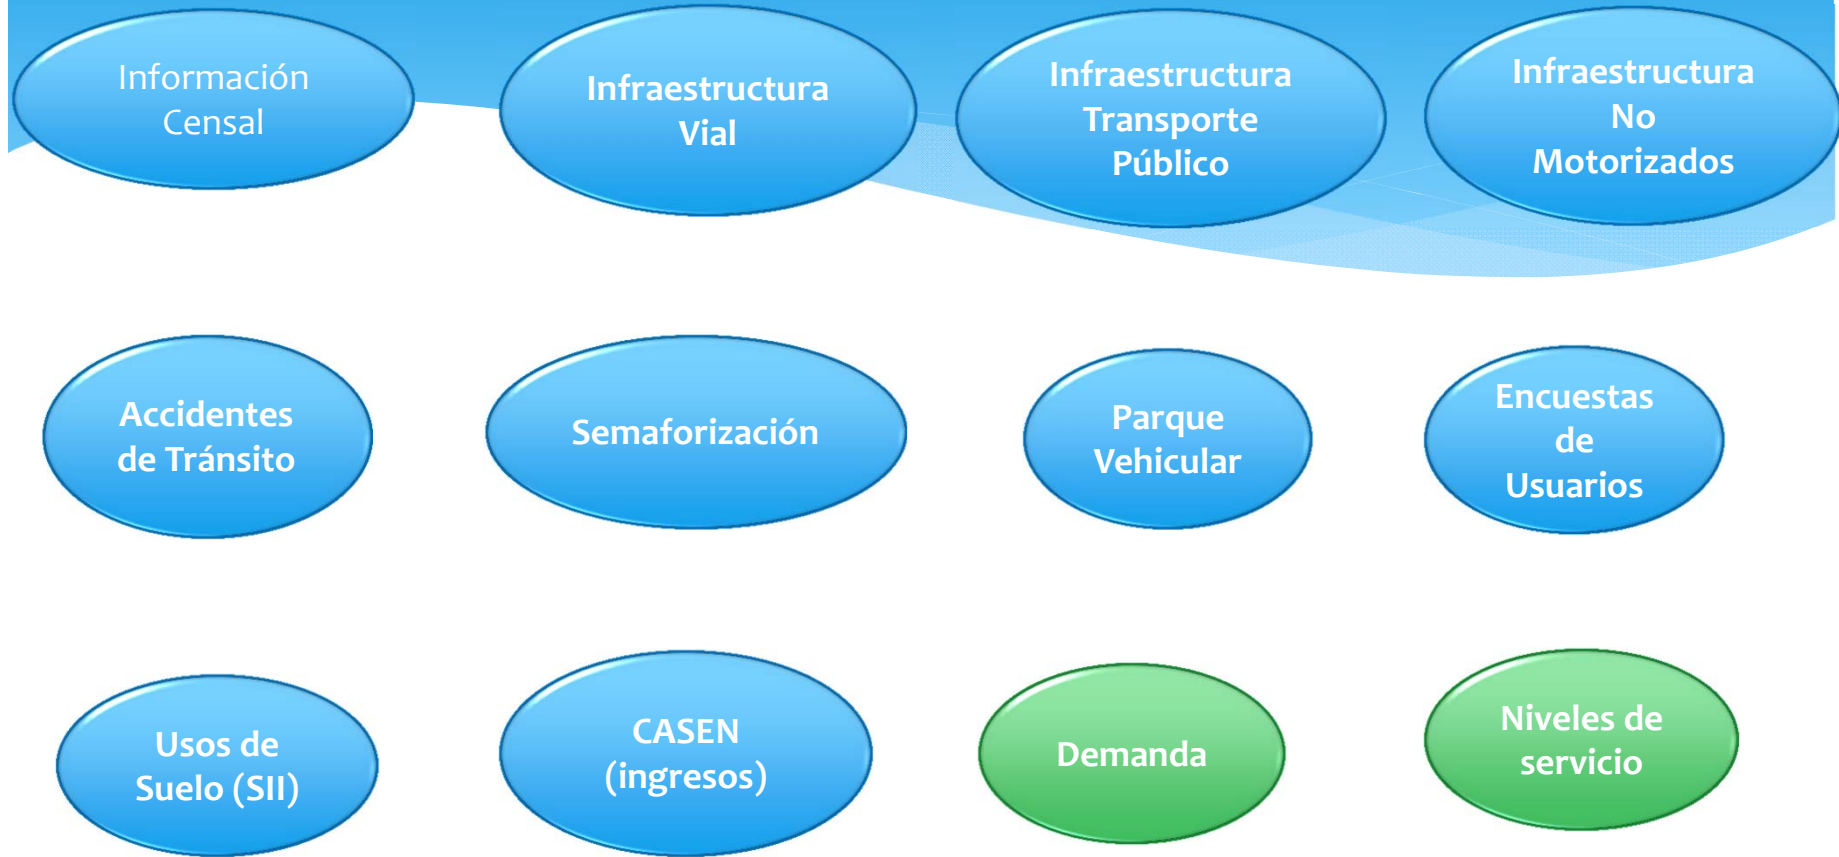 Información
Censal
Infraestructura
Vial
Infraestructura
Transporte
Público
Infraestructura
No
Motorizados
Accidentes
de Tránsito
Semaforización
Parque
Vehicular
Encuestas
de
Usuarios
Usos de
Suelo (SII)
CASEN
(ingresos)
Demanda
Niveles de
servicio